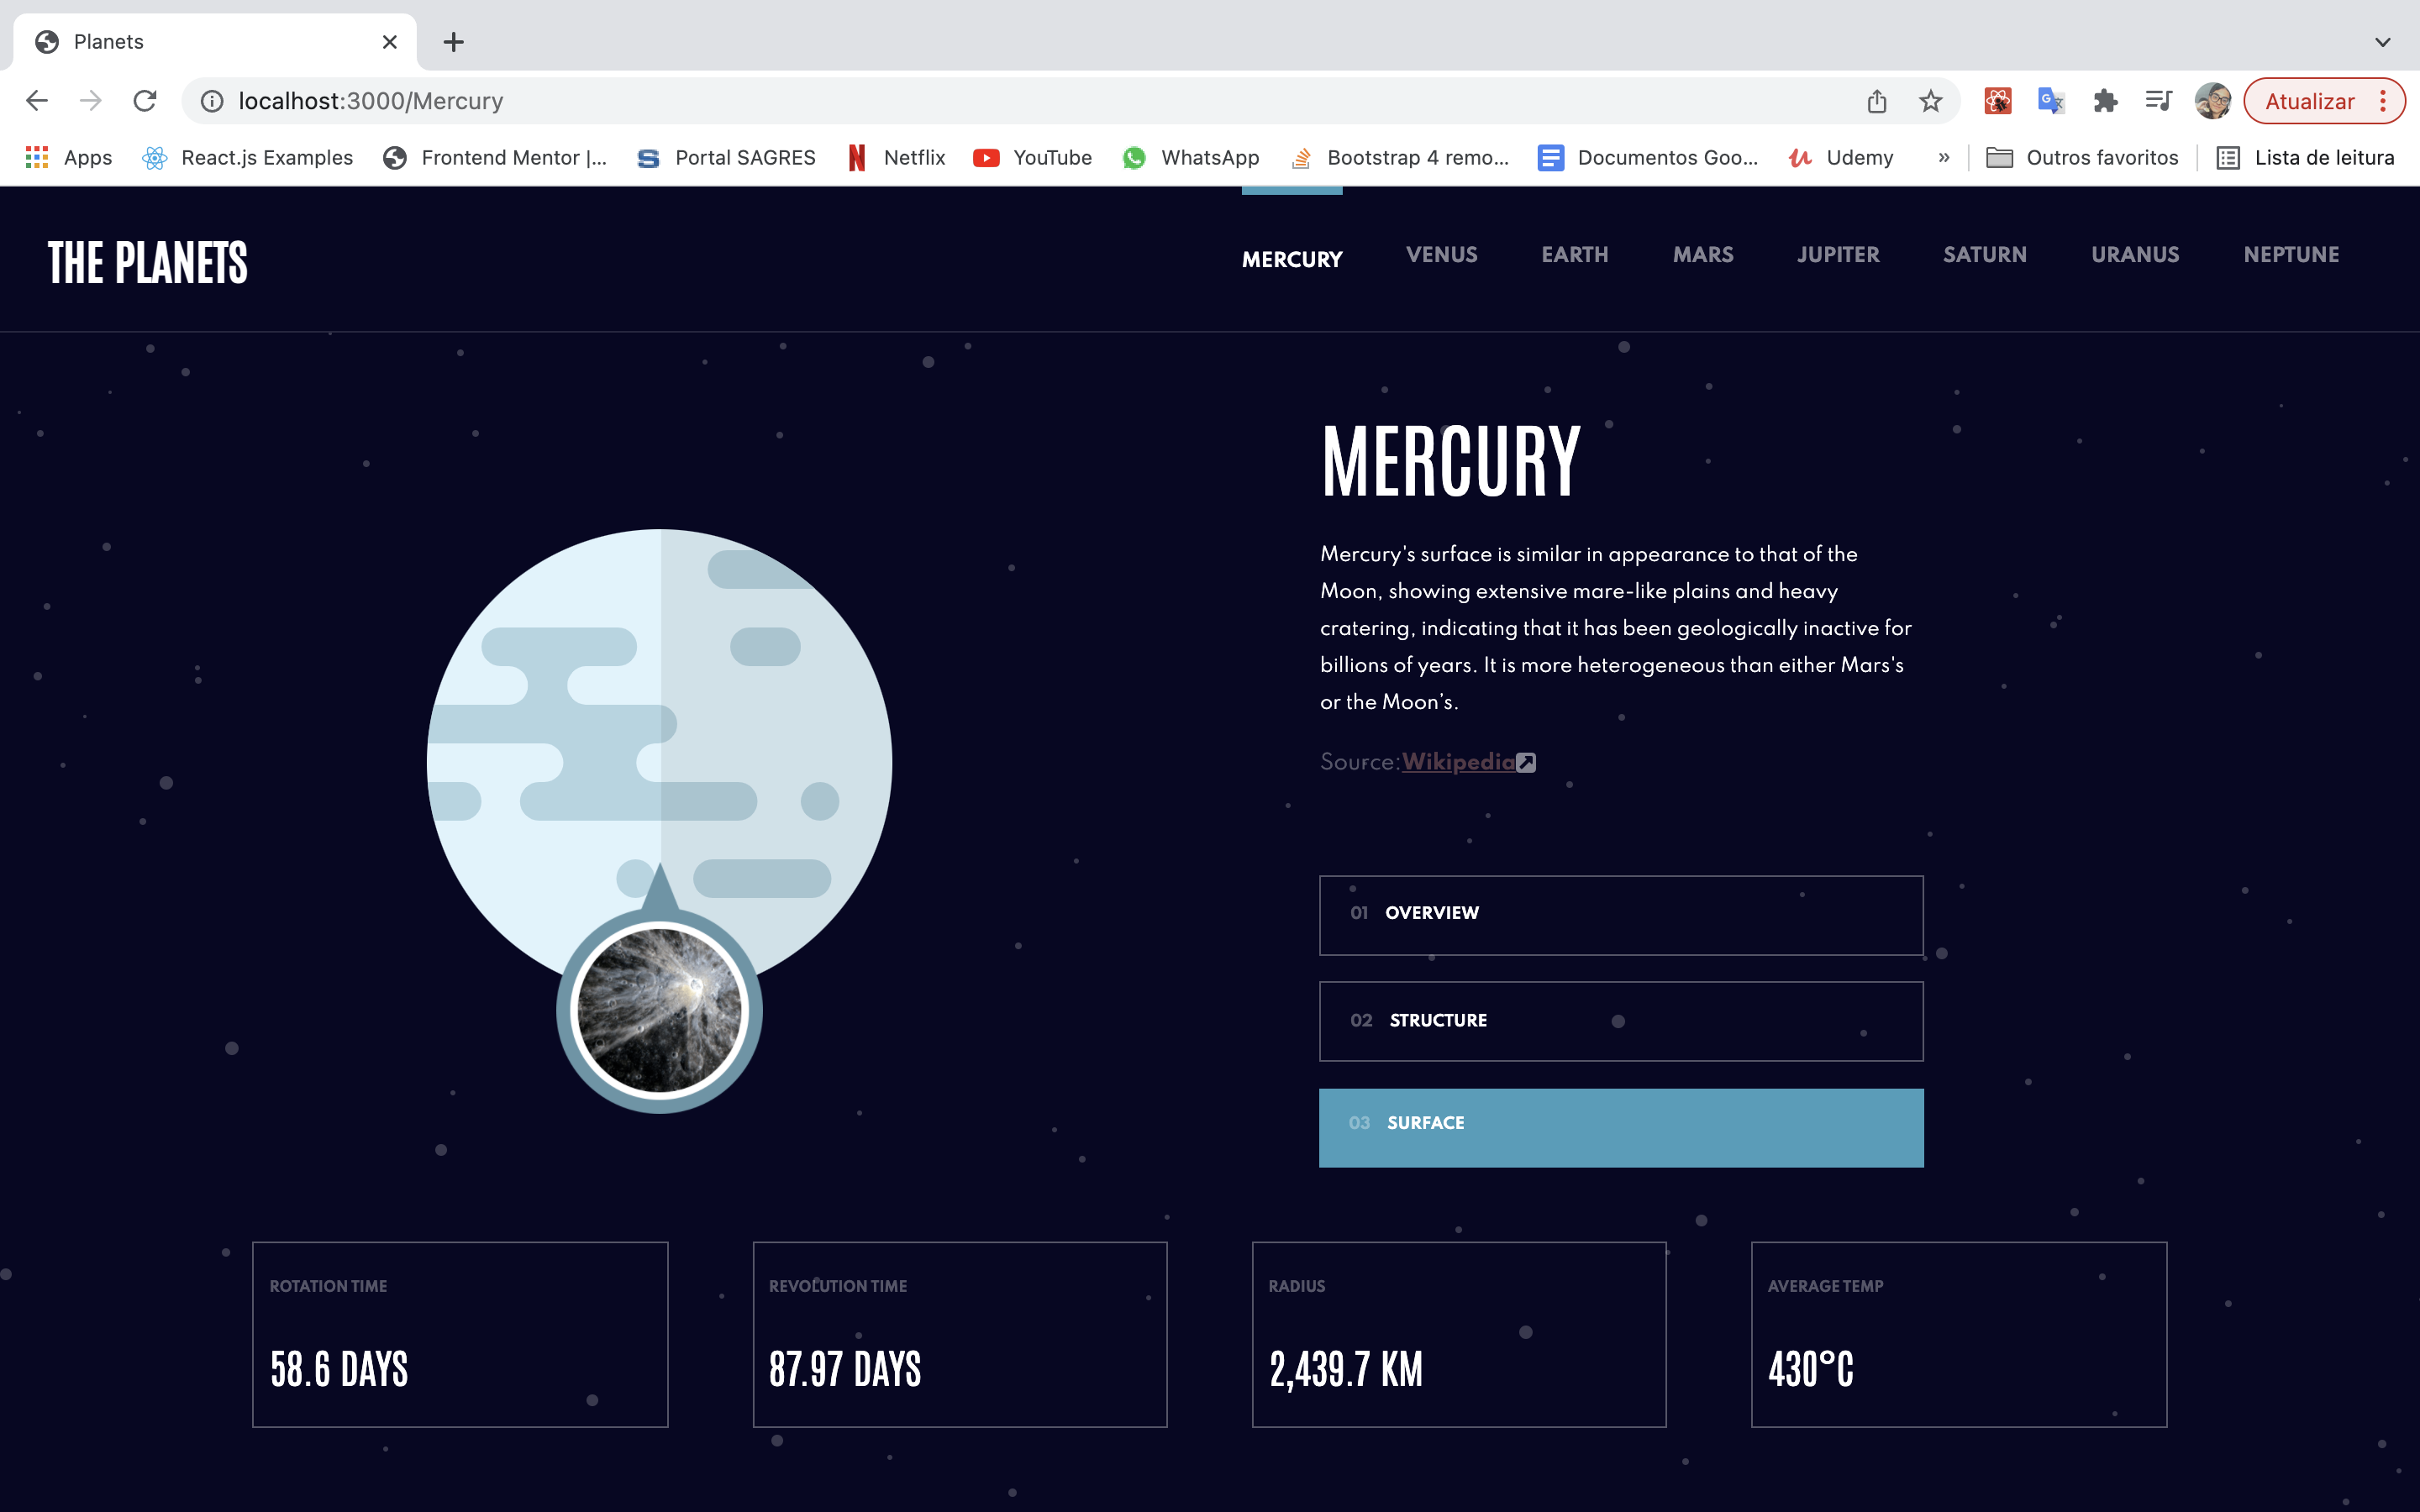 Planets
localhost:3000/Mercury
Atualizar
Apps
React.js Examples
Frontend Mentor |...
Portal SAGRES
Netflix
YouTube
WhatsApp
Bootstrap 4 remo...
Documentos Goo...
Udemy
»
Outros favoritos
Lista de leitura
THE PLANETS
MERCURY
VENUS
EARTH
MARS
JUPITER
SATURN
URANUS
NEPTUNE
MERCURY
Mercury's surface is similar in appearance to that of the
Moon, showing extensive mare-like plains and heavy
cratering, indicating that it has been geologically inactive for
billions of years. It is more heterogeneous than either Mars's
or the Moon’s.
Source:Wikipedia
01 OVERVIEW
02 STRUCTURE
03 SURFACE
ROTATION TIME
58.6 DAYS
REVOLUTION TIME
87.97 DAYS
RADIUS
2,439.7 KM
AVERAGE TEMP
430°C